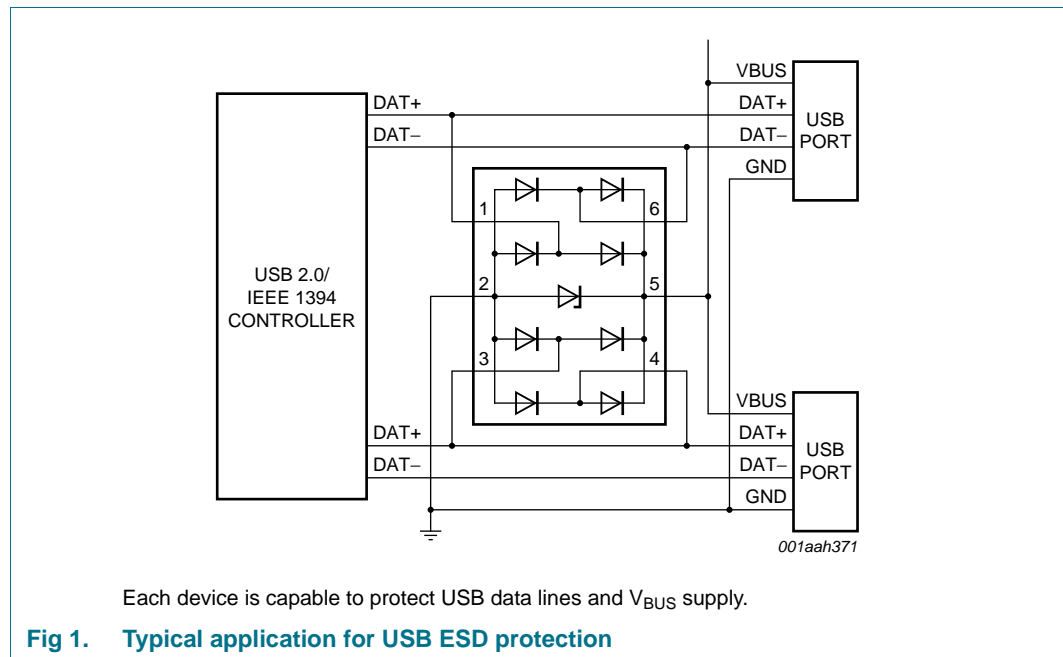 VBUS
DAT+
DAT−
GND
USB
PORT
DAT+
DAT−
1
6
2
5
3
4
USB 2.0/
IEEE 1394
CONTROLLER
DAT+
DAT−
VBUS
DAT+
DAT−
GND
USB
PORT
001aah371
Each device is capable to protect USB data lines and VBUS supply.
Fig 1. Typical application for USB ESD protection